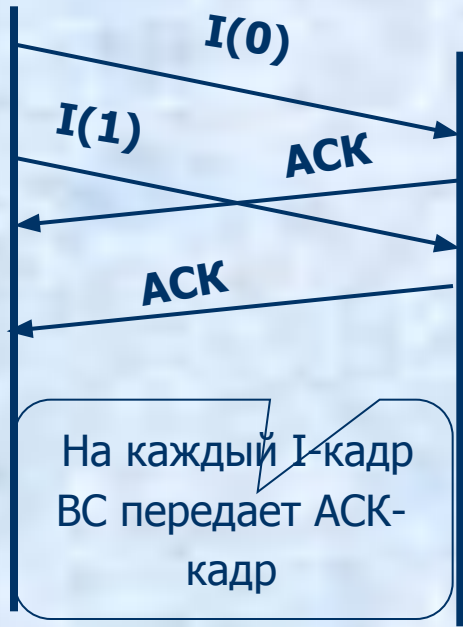 I(0)
I(1)
АСК
АСК
На каждый I-кадр
ВС передает АСК-
кадр